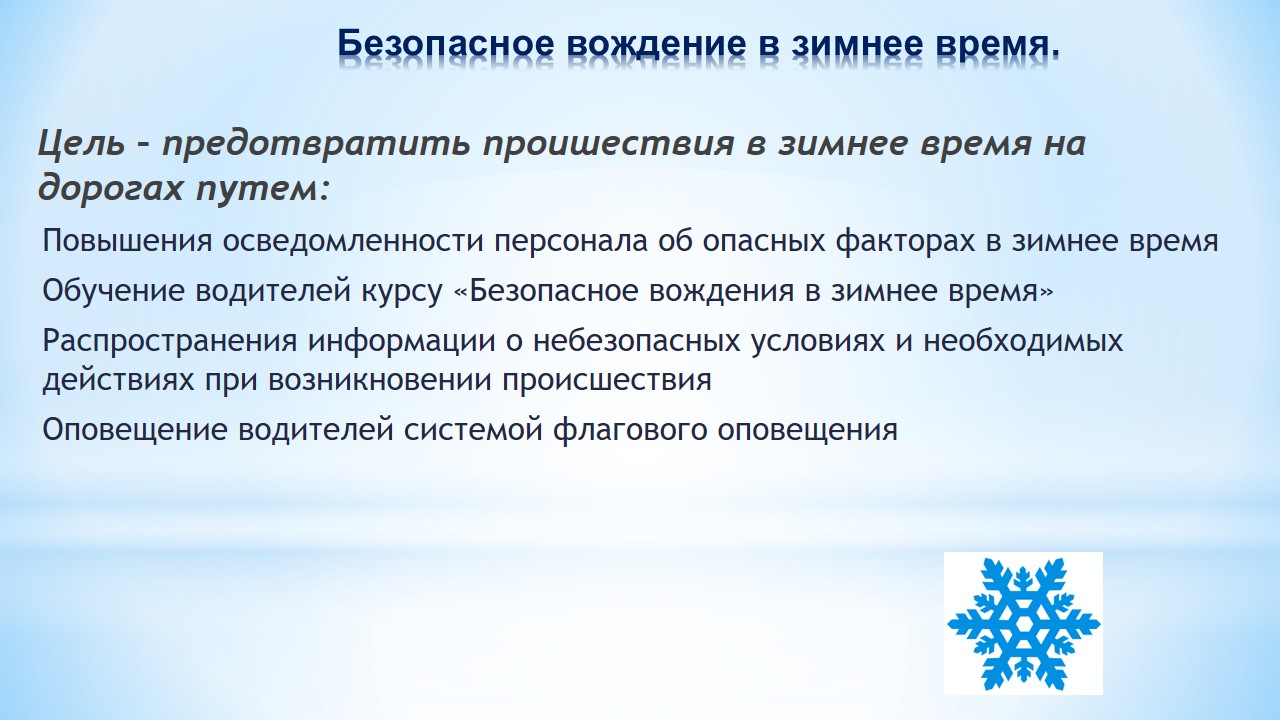 Безопасное вождение в зимнее время.
Цель – предотвратить проишествия в зимнее время на
дорогах путем:
Повышения осведомленности персонала об опасных факторах в зимнее время
Обучение водителей курсу «Безопасное вождения в зимнее время»
Распространения информации о небезопасных условиях и необходимых
действиях при возникновении происшествия
Оповещение водителей системой флагового оповещения